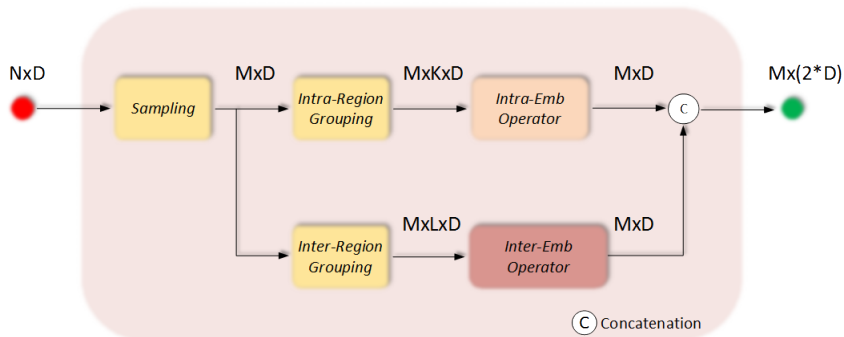 NxD
MxD
MxKxD
MxD
Mx(2*D)
Sampling
Intra-Region
Grouping
Intra-Emb
Operator
C
MxLxD
MxD
Inter-Region
Grouping
Inter-Emb
Operator
C Concatenation